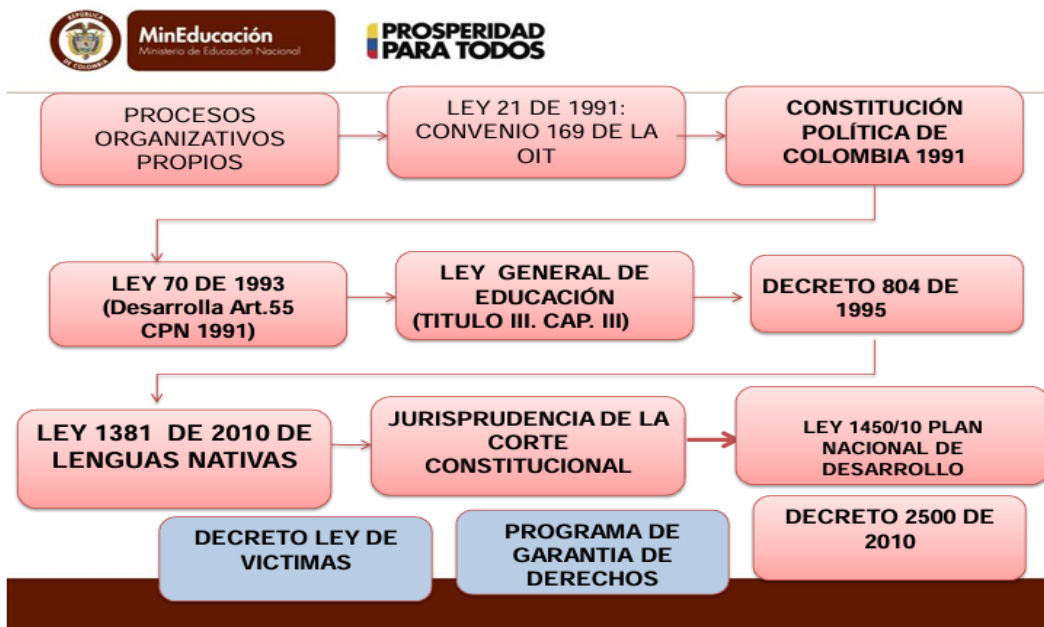 REPÚBLICA
DE COLOMBIA
MinEducación
Ministerio de Educación Nacional
PROSPERIDAD
PARA TODOS
PROCESOS
ORGANIZATIVOS
PROPIOS
LEY 21 DE 1991:
CONVENIO 169 DE LA
OIT
CONSTITUCIÓN
POLÍTICA DE
COLOMBIA 1991
LEY 70 DE 1993
(Desarrolla Art.55
CPN 1991)
LEY GENERAL DE
EDUCACIÓN
(TITULO III. CAP. III)
DECRETO 804 DE
1995
LEY 1381 DE 2010 DE
LENGUAS NATIVAS
JURISPRUDENCIA DE LA
CORTE
CONSTITUCIONAL
LEY 1450/10 PLAN
NACIONAL DE
DESARROLLO
DECRETO LEY DE
VICTIMAS
PROGRAMA DE
GARANTIA DE
DERECHOS
DECRETO 2500 DE
2010